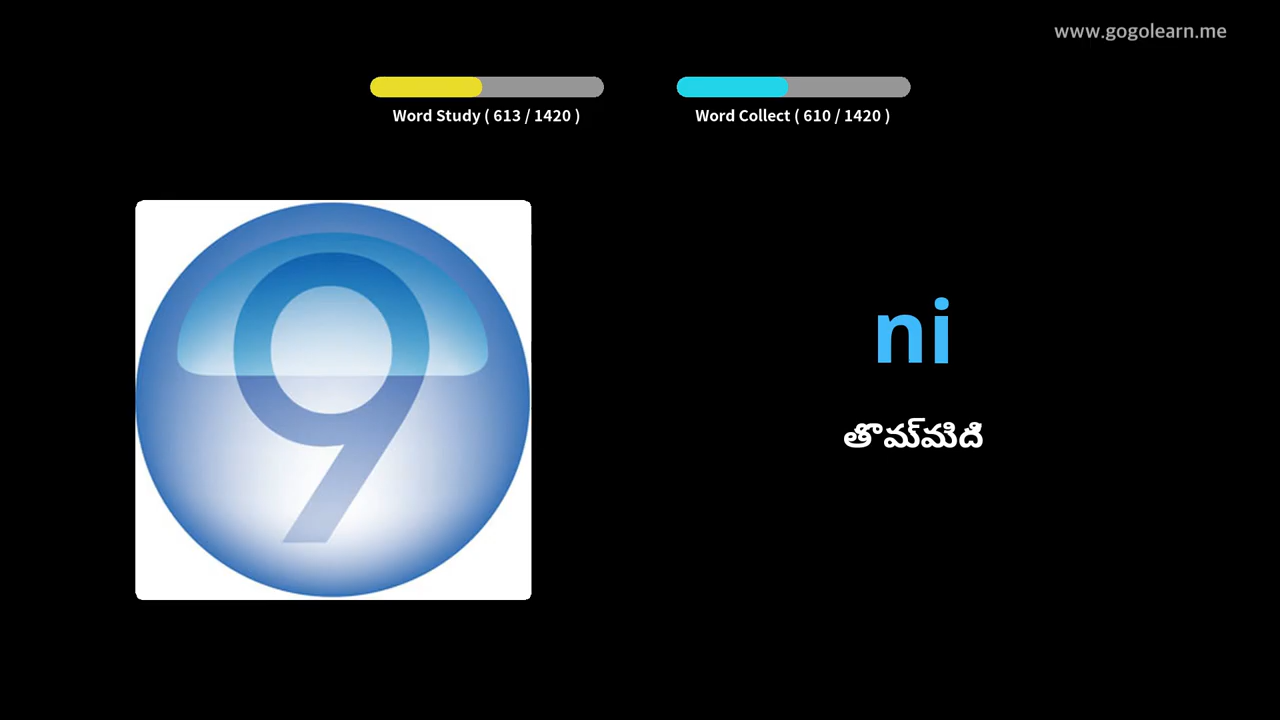 www.gogolearn.me
Word Study ( 613 / 1420 )
Word Collect ( 610 / 1420 )
9
ni
తొమ్మిది